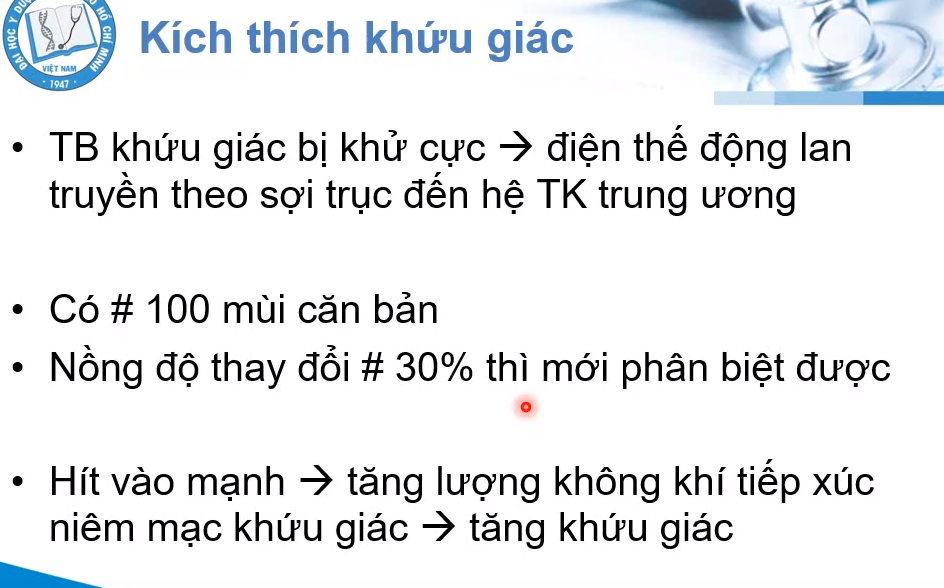 Kích thích khứu giác
ĐẠI HỌC Y DƯỢC
HỒ CHÍ MINH
VIỆT NAM
1947
• TB khứu giác bị khử cực → điện thế động lan
truyền theo sợi trục đến hệ TK trung ương
• Có # 100 mùi căn bản
• Nồng độ thay đổi # 30% thì mới phân biệt được
• Hít vào mạnh → tăng lượng không khí tiếp xúc
niêm mạc khứu giác → tăng khứu giác